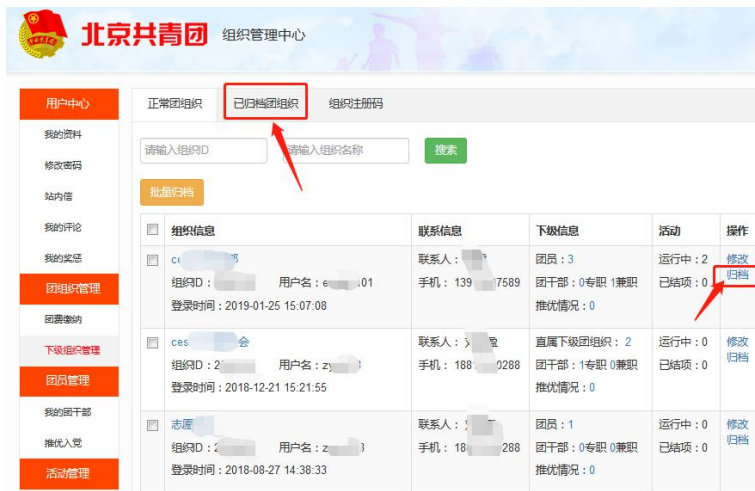 北京共青团 组织管理中心
用户中心
我的资料
修改密码
站内信
我的评论
我的奖惩
团组织管理
团费缴纳
下级组织管理
团员管理
我的团干部
推优入党
活动管理
正常团组织 已归档团组织 组织注册码
请输入组织ID 请输入组织名称 搜索
批量归档
组织信息 联系信息 下级信息 活动 操作
联系人： 团员：3 运行中：2 修改
组织ID： 用户名：e 01 手机：139 7589 团干部：0专职 1兼职 已结项：0 归档
登录时间：2019-01-25 15:07:08 推优情况：0
ces 会 联系人： 直属下级团组织：2 运行中：0 修改
组织ID：2 用户名：zy 手机：188 0288 团干部：1专职 0兼职 已结项：0 归档
登录时间：2018-12-21 15:21:55 推优情况：0
志愿 联系人： 团员：1 运行中：0 修改
组织ID：2 用户名：z 手机：18 288 团干部：0专职 0兼职 已结项：0 归档
登录时间：2018-08-27 14:38:33 推优情况：0